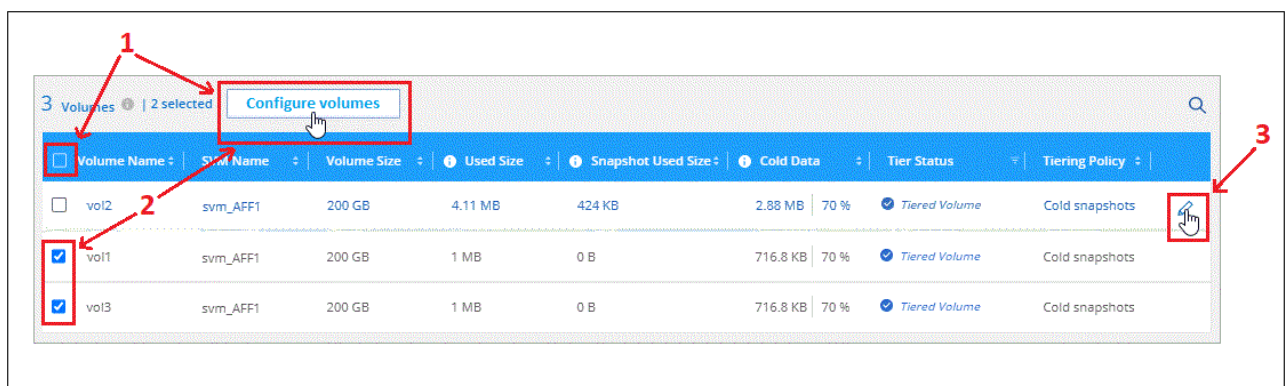 1
3 Volumes | 2 selected Configure volumes
3
Volume Name SVM Name Volume Size Used Size Snapshot Used Size Cold Data Tier Status Tiering Policy
2
vol2 svm_AFF1 200 GB 4.11 MB 424 KB 2.88 MB 70 % Tiered Volume Cold snapshots
vol1 svm_AFF1 200 GB 1 MB 0 B 716.8 KB 70 % Tiered Volume Cold snapshots
vol3 svm_AFF1 200 GB 1 MB 0 B 716.8 KB 70 % Tiered Volume Cold snapshots